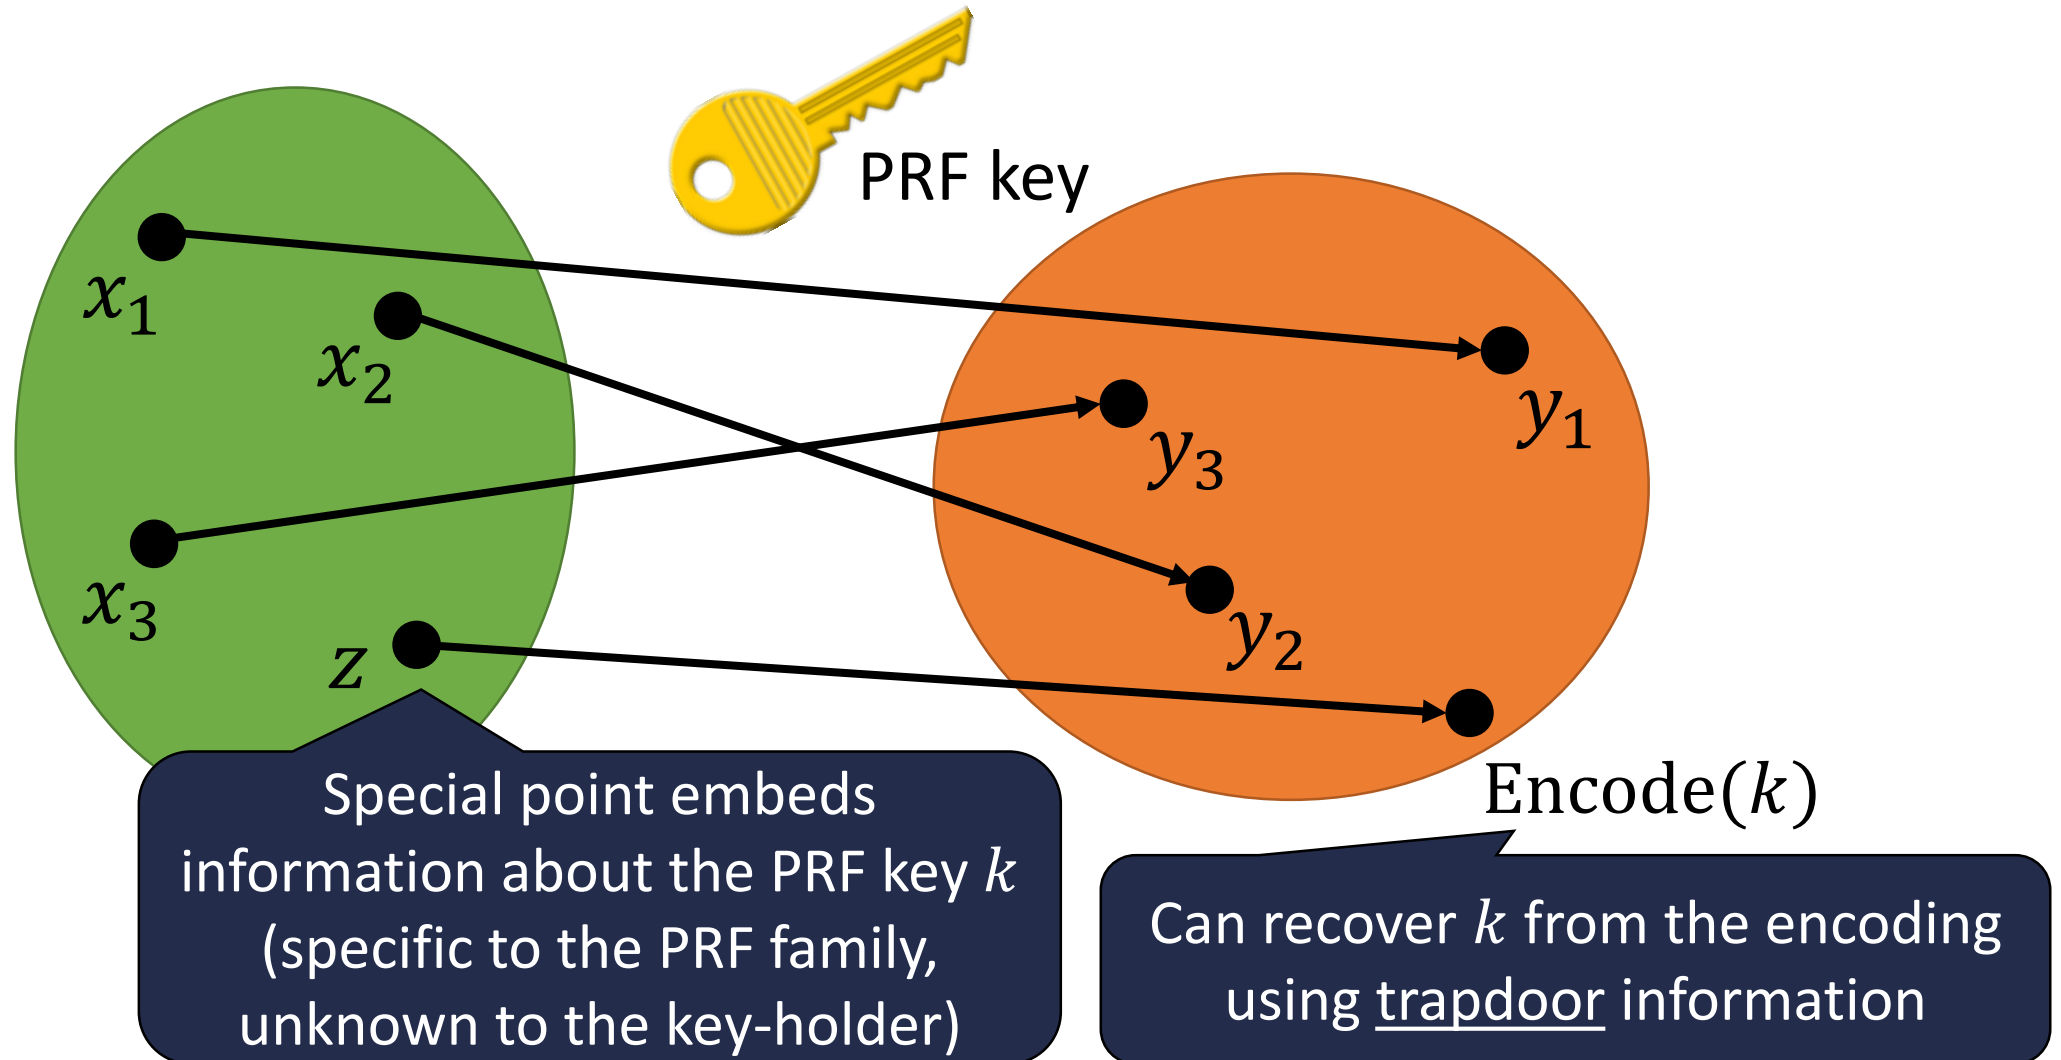 PRF key
x₁
x₂
x₃
z
y₁
y₃
y₂
Encode(k)
Special point embeds
information about the PRF key k
(specific to the PRF family,
unknown to the key-holder)
Can recover k from the encoding
using trapdoor information